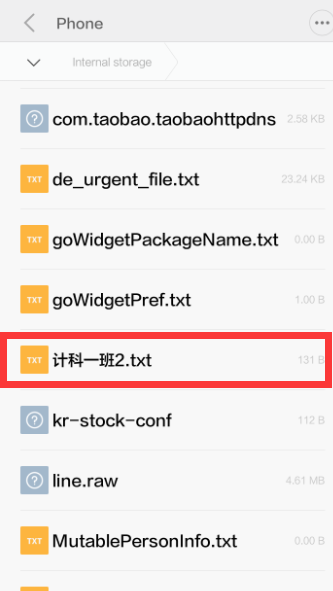 Phone
Internal storage
com.taobao.taobaohttpdns 2.58 KB
TXT de_urgent_file.txt 23.24 KB
TXT goWidgetPackageName.txt 0.00 B
TXT goWidgetPref.txt 1.00 B
TXT 计科一班2.txt 131 B
kr-stock-conf 112 B
line.raw 4.61 MB
TXT MutablePersonInfo.txt 0.00 B